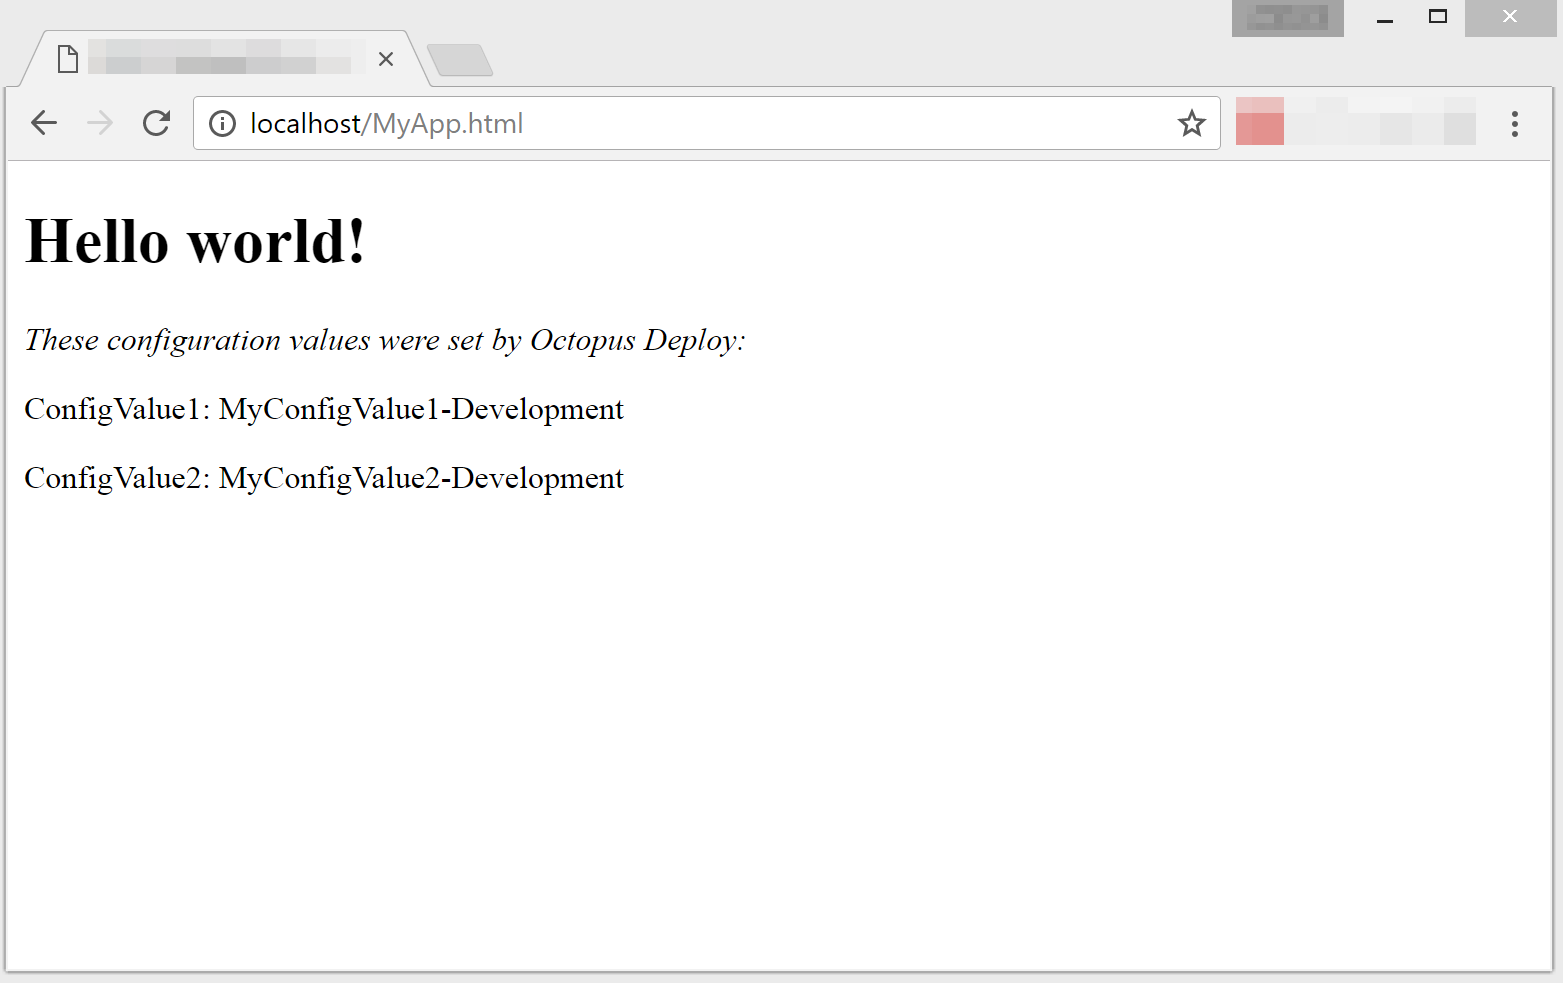 localhost/MyApp.html
Hello world!
These configuration values were set by Octopus Deploy:
ConfigValue1: MyConfigValue1-Development
ConfigValue2: MyConfigValue2-Development